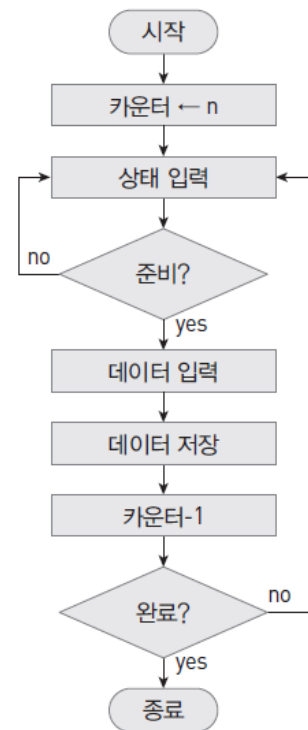 시작
카운터 ← n
상태 입력
no
준비?
yes
데이터 입력
데이터 저장
카운터-1
no
완료?
yes
종료